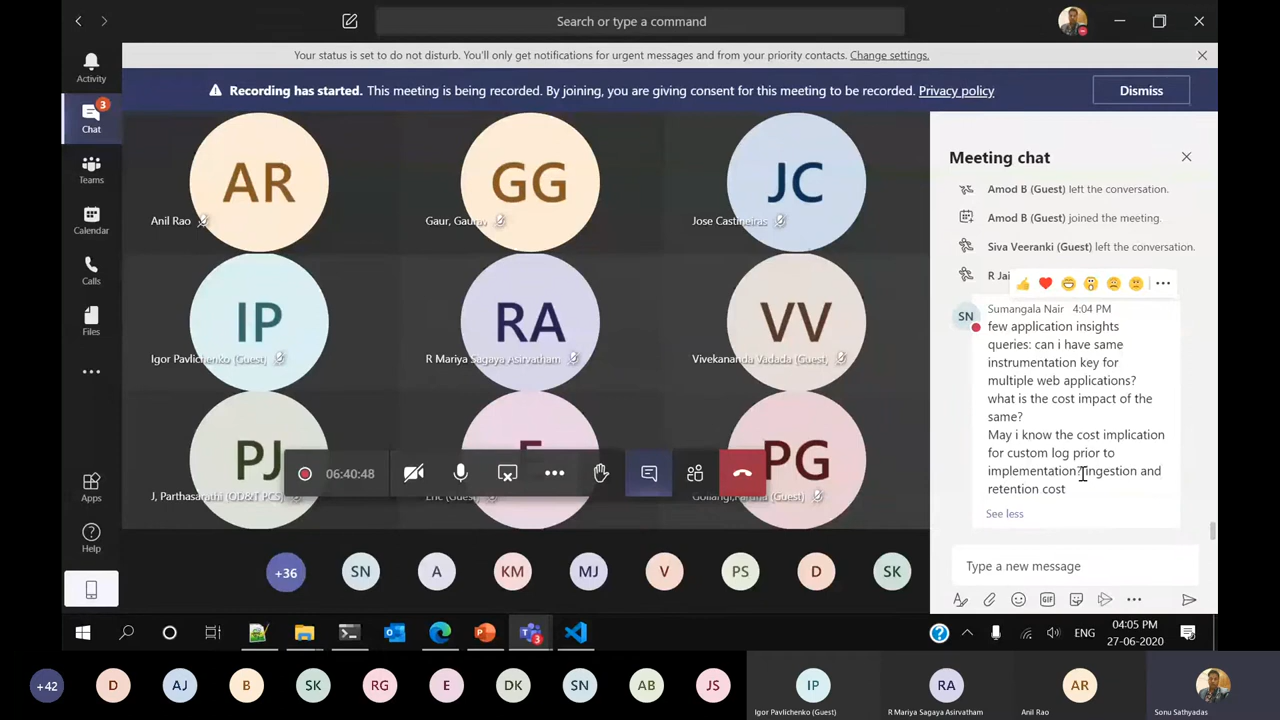 Search or type a command
Your status is set to do not disturb. You'll only get notifications for urgent messages and from your priority contacts. Change settings.
Recording has started. This meeting is being recorded. By joining, you are giving consent for this meeting to be recorded. Privacy policy
Dismiss
Activity
3
Chat
Teams
Calendar
Calls
Files
Apps
Help
AR
Anil Rao
GG
Gaur, Gaurav
JC
Jose Castineiras
IP
Igor Pavlichenko (Guest)
RA
R Mariya Sagaya Asirvatham
VV
Vivekananda Vadada (Guest,
PJ
J, Parthasarathi (OD&T PCS)
E
Eric (Guest)
PG
(Guest)
06:40:48
+36
SN
A
KM
MJ
V
PS
D
SK
Meeting chat
Amod B (Guest) left the conversation.
Amod B (Guest) joined the meeting.
Siva Veeranki (Guest) left the conversation.
R Jai
SN
Sumangala Nair 4:04 PM
few application insights
queries: can i have same
instrumentation key for
multiple web applications?
what is the cost impact of the
same?
May i know the cost implication
for custom log prior to
implementation? Ingestion and
retention cost
See less
Type a new message
GIF
3
ENG
04:05 PM
27-06-2020
+42
D
AJ
B
SK
RG
E
DK
SN
AB
JS
IP
Igor Pavlichenko (Guest)
RA
R Mariya Sagaya Asirvatham
AR
Anil Rao
Sonu Sathyadas